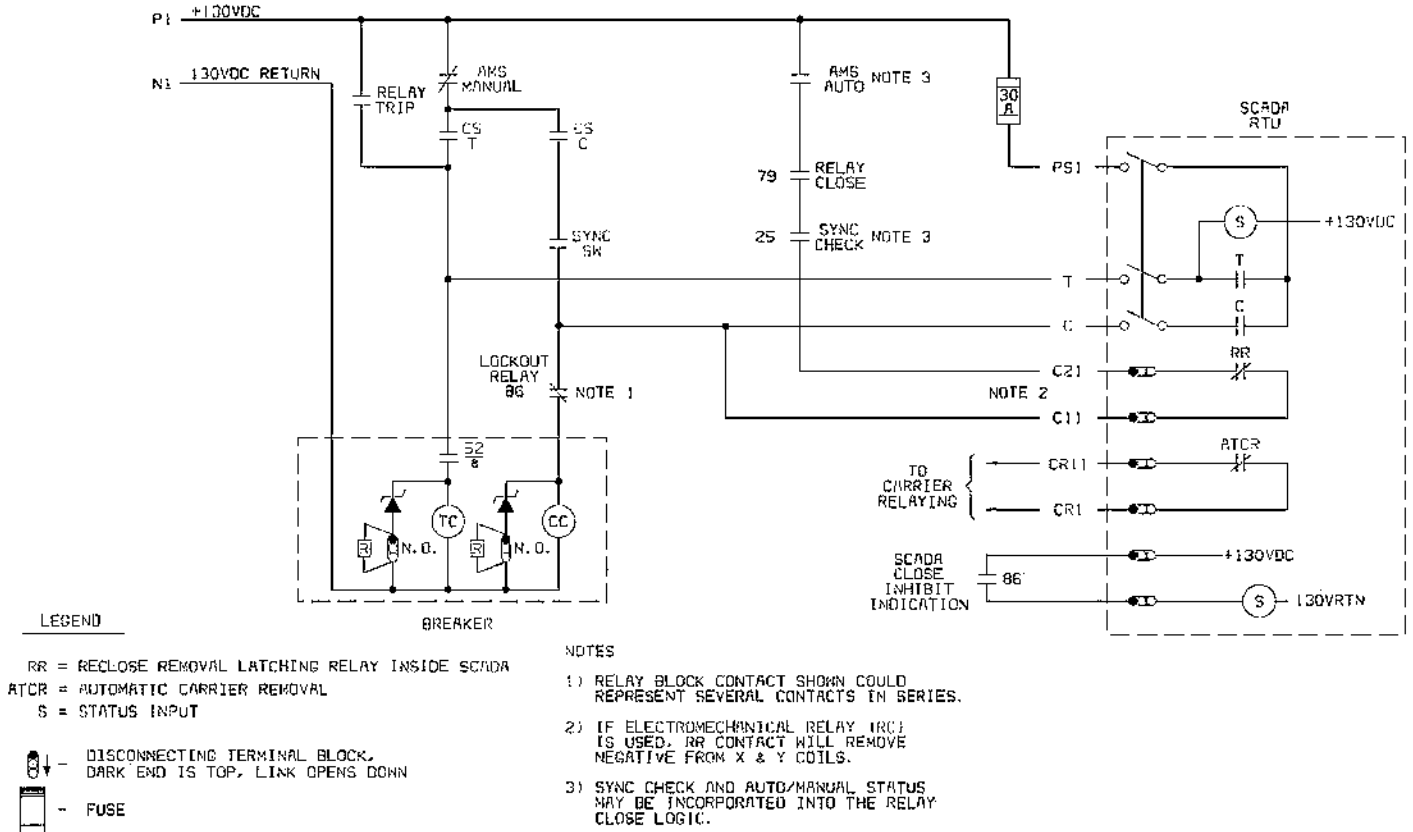 P1 +130VDC
N1 130VDC RETURN
RELAY
TRIP
AMS
MANUAL
CS
T
CS
C
SYNC
SW
AMS
AUTO
NOTE 3
79 RELAY
CLOSE
25 SYNC
CHECK NOTE 3
30
A
SCADA
RTU
PS1
S
+130VDC
T
T
C
C
LOCKOUT
RELAY
86
NOTE 1
C21
RR
NOTE 2
C11
ATCR
TO
CARRIER
RELAYING
CR11
CR1
SCADA
CLOSE
INHIBIT
INDICATION
86
+130VDC
S
130VRTN
52
a
TC
CC
R
N.O.
R
N.O.
BREAKER
LEGEND
RR = RECLOSE REMOVAL LATCHING RELAY INSIDE SCADA
ATCR = AUTOMATIC CARRIER REMOVAL
S = STATUS INPUT
- DISCONNECTING TERMINAL BLOCK.
DARK END IS TOP, LINK OPENS DOWN
- FUSE
NOTES
1) RELAY BLOCK CONTACT SHOWN COULD
REPRESENT SEVERAL CONTACTS IN SERIES.
2) IF ELECTROMECHANICAL RELAY (RC)
IS USED, RR CONTACT WILL REMOVE
NEGATIVE FROM X & Y COILS.
3) SYNC CHECK AND AUTO/MANUAL STATUS
MAY BE INCORPORATED INTO THE RELAY
CLOSE LOGIC.